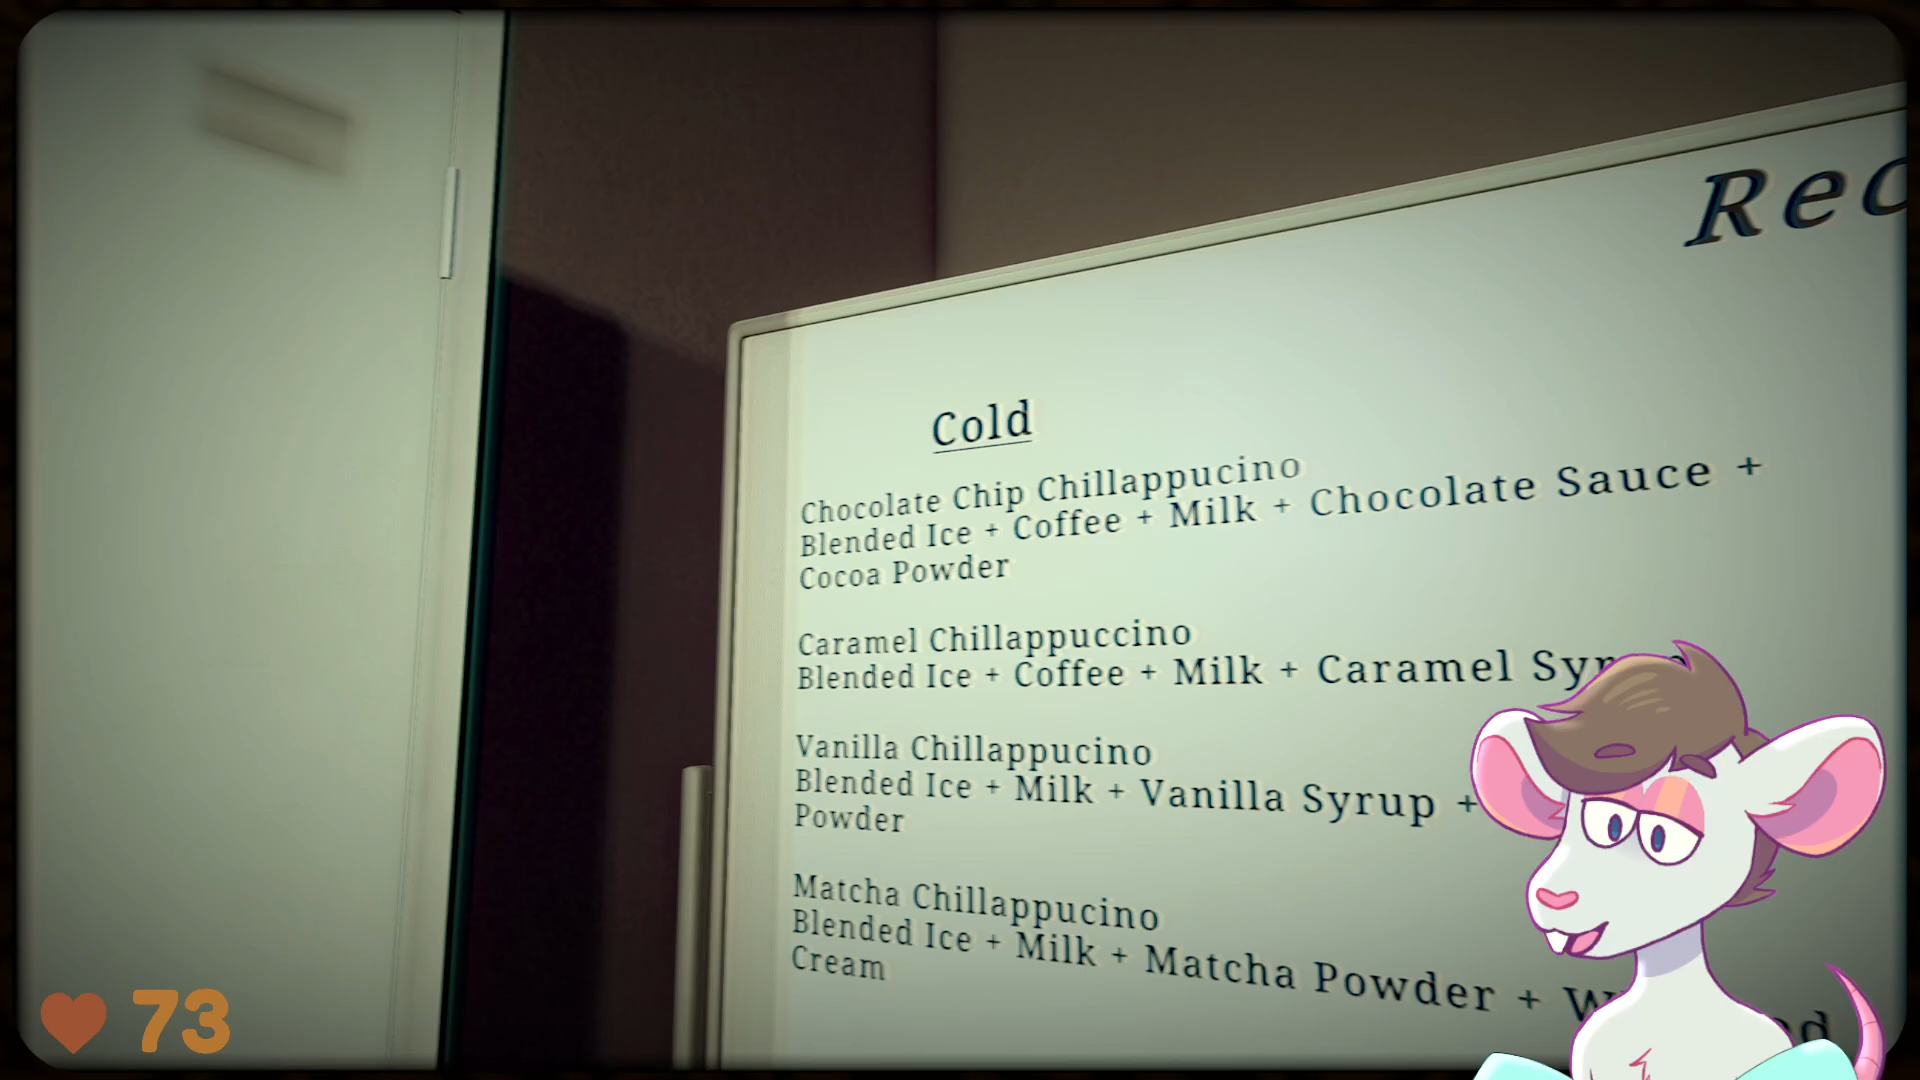 Rec
Cold
Chocolate Chip Chillappucino
Blended Ice + Coffee + Milk + Chocolate Sauce +
Cocoa Powder
Caramel Chillappuccino
Blended Ice + Coffee + Milk + Caramel
Vanilla Chillappucino
Blended Ice + Milk + Vanilla Syrup +
Powder
Matcha Chillappucino
Blended Ice + Milk + Matcha Powder +
Cream
73